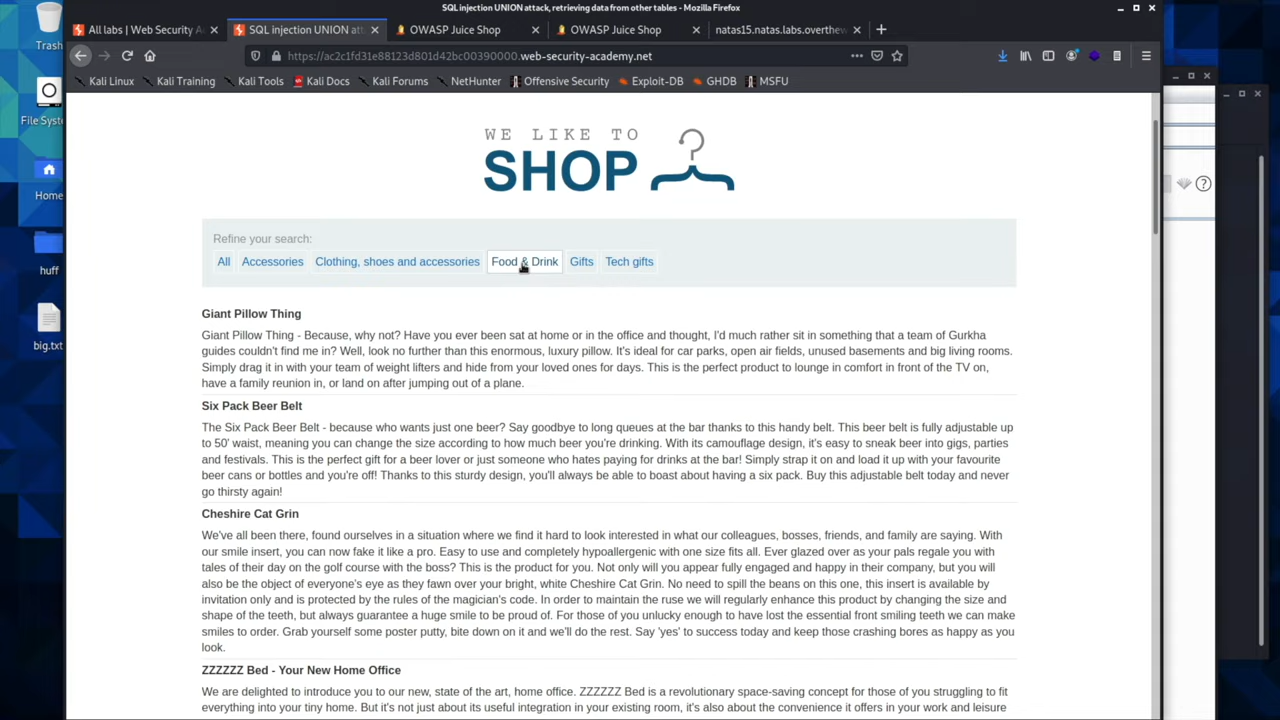 SQL injection UNION attack, retrieving data from other tables - Mozilla Firefox
All labs | Web Security A
SQL injection UNION att
OWASP Juice Shop
OWASP Juice Shop
natas15.natas.labs.overthew
https://ac2c1fd31e88123d801d42bc00390000.web-security-academy.net
Kali Linux
Kali Training
Kali Tools
Kali Docs
Kali Forums
NetHunter
Offensive Security
Exploit-DB
GHDB
MSFU
Trash
File Syst
Home
huff
big.txt
WE LIKE TO
SHOP
Refine your search:
All
Accessories
Clothing, shoes and accessories
Food & Drink
Gifts
Tech gifts
Giant Pillow Thing
Giant Pillow Thing - Because, why not? Have you ever been sat at home or in the office and thought, I'd much rather sit in something that a team of Gurkha
guides couldn't find me in? Well, look no further than this enormous, luxury pillow. It's ideal for car parks, open air fields, unused basements and big living rooms.
Simply drag it in with your team of weight lifters and hide from your loved ones for days. This is the perfect product to lounge in comfort in front of the TV on,
have a family reunion in, or land on after jumping out of a plane.
Six Pack Beer Belt
The Six Pack Beer Belt - because who wants just one beer? Say goodbye to long queues at the bar thanks to this handy belt. This beer belt is fully adjustable up
to 50' waist, meaning you can change the size according to how much beer you're drinking. With its camouflage design, it's easy to sneak beer into gigs, parties
and festivals. This is the perfect gift for a beer lover or just someone who hates paying for drinks at the bar! Simply strap it on and load it up with your favourite
beer cans or bottles and you're off! Thanks to this sturdy design, you'll always be able to boast about having a six pack. Buy this adjustable belt today and never
go thirsty again!
Cheshire Cat Grin
We've all been there, found ourselves in a situation where we find it hard to look interested in what our colleagues, bosses, friends, and family are saying. With
our smile insert, you can now fake it like a pro. Easy to use and completely hypoallergenic with one size fits all. Ever glazed over as your pals regale you with
tales of their day on the golf course with the boss? This is the product for you. Not only will you appear fully engaged and happy in their company, but you will
also be the object of everyone's eye as they fawn over your bright, white Cheshire Cat Grin. No need to spill the beans on this one, this insert is available by
invitation only and is protected by the rules of the magician's code. In order to maintain the ruse we will regularly enhance this product by changing the size and
shape of the teeth, but always guarantee a huge smile to be proud of. For those of you unlucky enough to have lost the essential front smiling teeth we can make
smiles to order. Grab yourself some poster putty, bite down on it and we'll do the rest. Say 'yes' to success today and keep those crashing bores as happy as you
look.
ZZZZZZ Bed - Your New Home Office
We are delighted to introduce you to our new, state of the art, home office. ZZZZZZ Bed is a revolutionary space-saving concept for those of you struggling to fit
everything into your tiny home. But it's not just about its useful integration in your existing room, it's also about the convenience it offers in your work and leisure